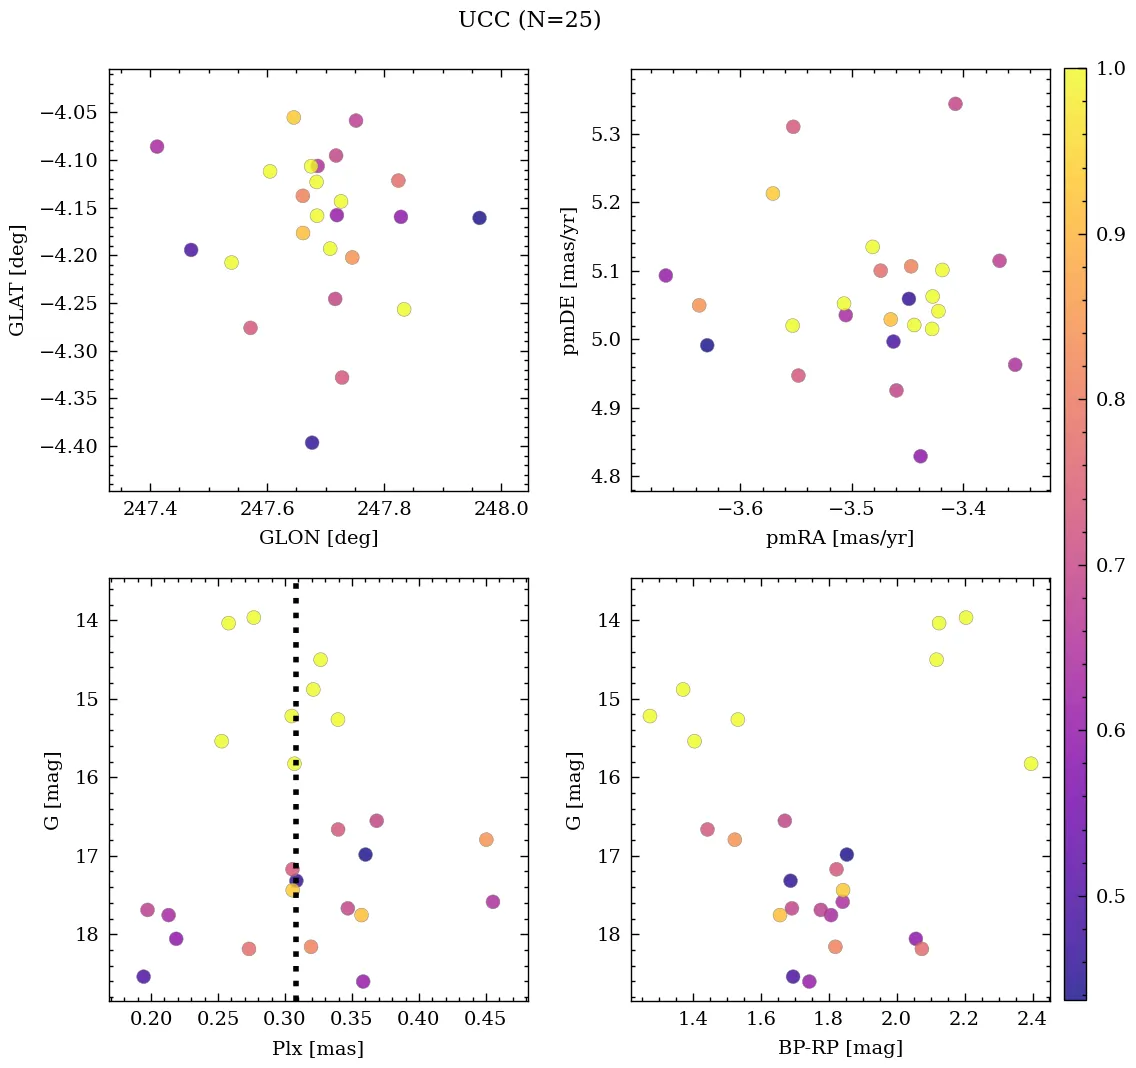 UCC (N=25)
−4.05
−4.10
−4.15
−4.20
−4.25
−4.30
−4.35
−4.40
GLAT [deg]
247.4 247.6 247.8 248.0
GLON [deg]
5.3
5.2
5.1
5.0
4.9
4.8
pmDE [mas/yr]
−3.6 −3.5 −3.4
pmRA [mas/yr]
14
15
16
17
18
G [mag]
0.20 0.25 0.30 0.35 0.40 0.45
Plx [mas]
14
15
16
17
18
G [mag]
1.4 1.6 1.8 2.0 2.2 2.4
BP-RP [mag]
1.0
0.9
0.8
0.7
0.6
0.5